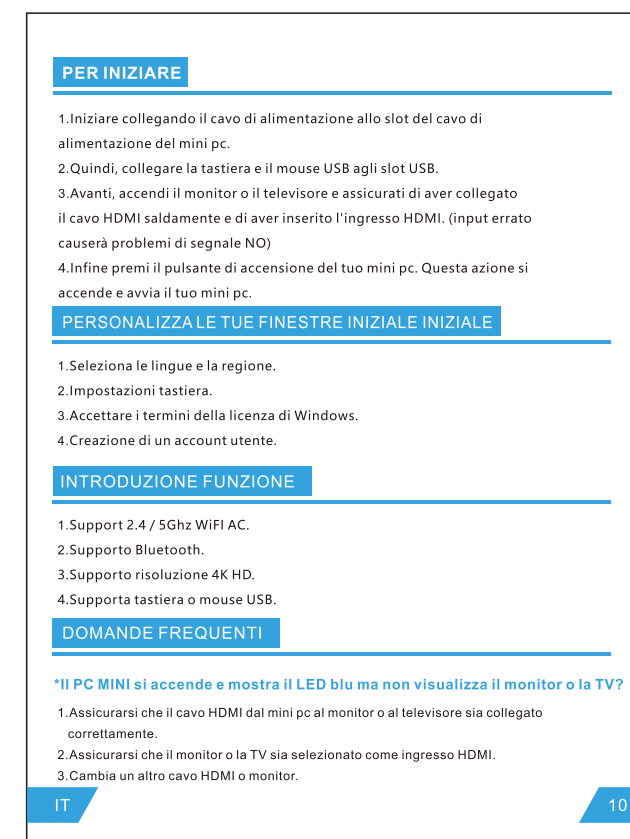 PER INIZIARE
1.Iniziare collegando il cavo di alimentazione allo slot del cavo di
alimentazione del mini pc.
2.Quindi, collegare la tastiera e il mouse USB agli slot USB.
3.Avanti, accendi il monitor o il televisore e assicurati di aver collegato
il cavo HDMI saldamente e di aver inserito l'ingresso HDMI. (input errato
causerà problemi di segnale NO)
4.Infine premi il pulsante di accensione del tuo mini pc. Questa azione si
accende e avvia il tuo mini pc.
PERSONALIZZA LE TUE FINESTRE INIZIALE INIZIALE
1.Seleziona le lingue e la regione.
2.Impostazioni tastiera.
3.Accettare i termini della licenza di Windows.
4.Creazione di un account utente.
INTRODUZIONE FUNZIONE
1.Support 2.4 / 5Ghz WiFI AC.
2.Supporto Bluetooth.
3.Supporto risoluzione 4K HD.
4.Supporta tastiera o mouse USB.
DOMANDE FREQUENTI
*Il PC MINI si accende e mostra il LED blu ma non visualizza il monitor o la TV?
1.Assicurarsi che il cavo HDMI dal mini pc al monitor o al televisore sia collegato
correttamente.
2.Assicurarsi che il monitor o la TV sia selezionato come ingresso HDMI.
3.Cambia un altro cavo HDMI o monitor.
IT
10